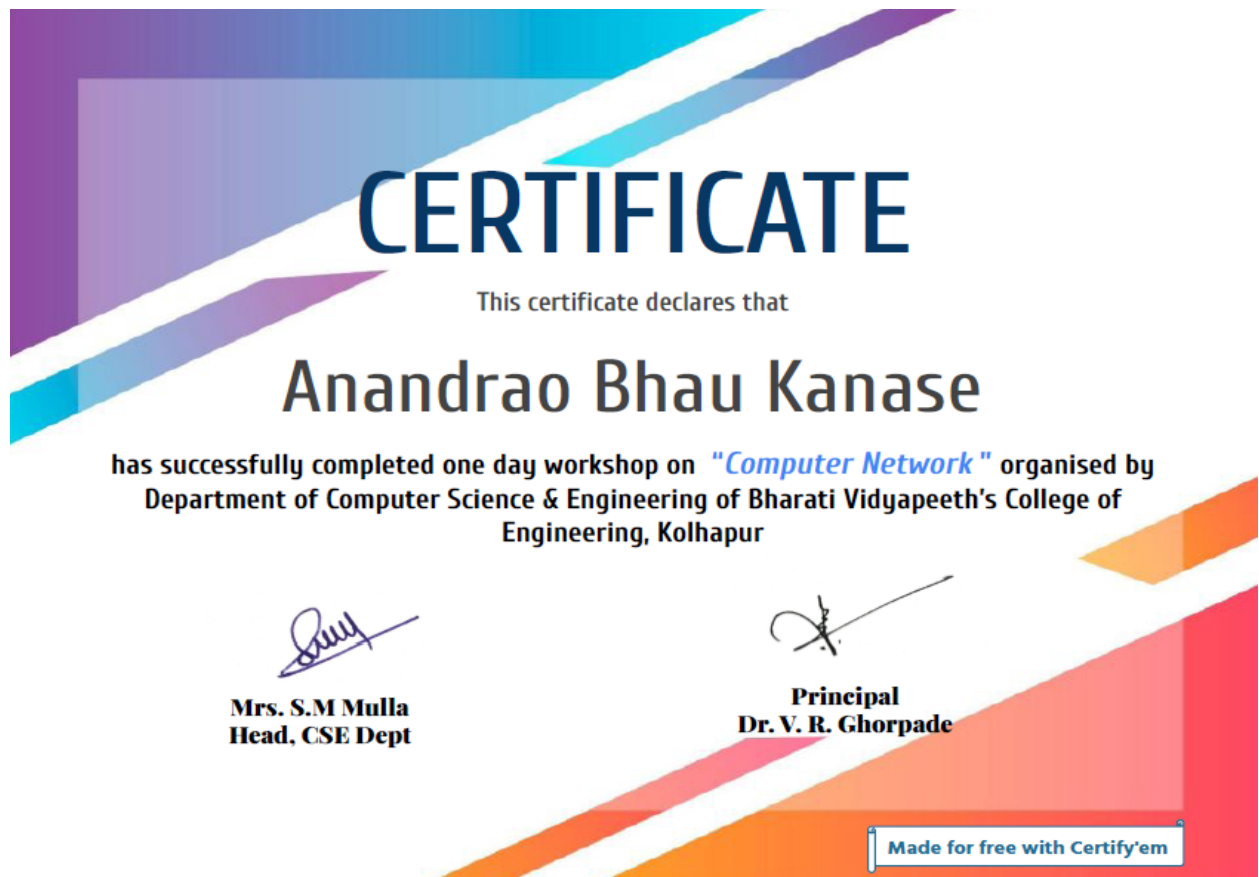 CERTIFICATE
This certificate declares that
Anandrao Bhau Kanase
has successfully completed one day workshop on “Computer Network" organised by
Department of Computer Science & Engineering of Bharati Vidyapeeth’s College of
Engineering, Kolhapur
Mrs. S.M Mulla
Head, CSE Dept
Principal
Dr. V. R. Ghorpade
Made for free with Certify'em